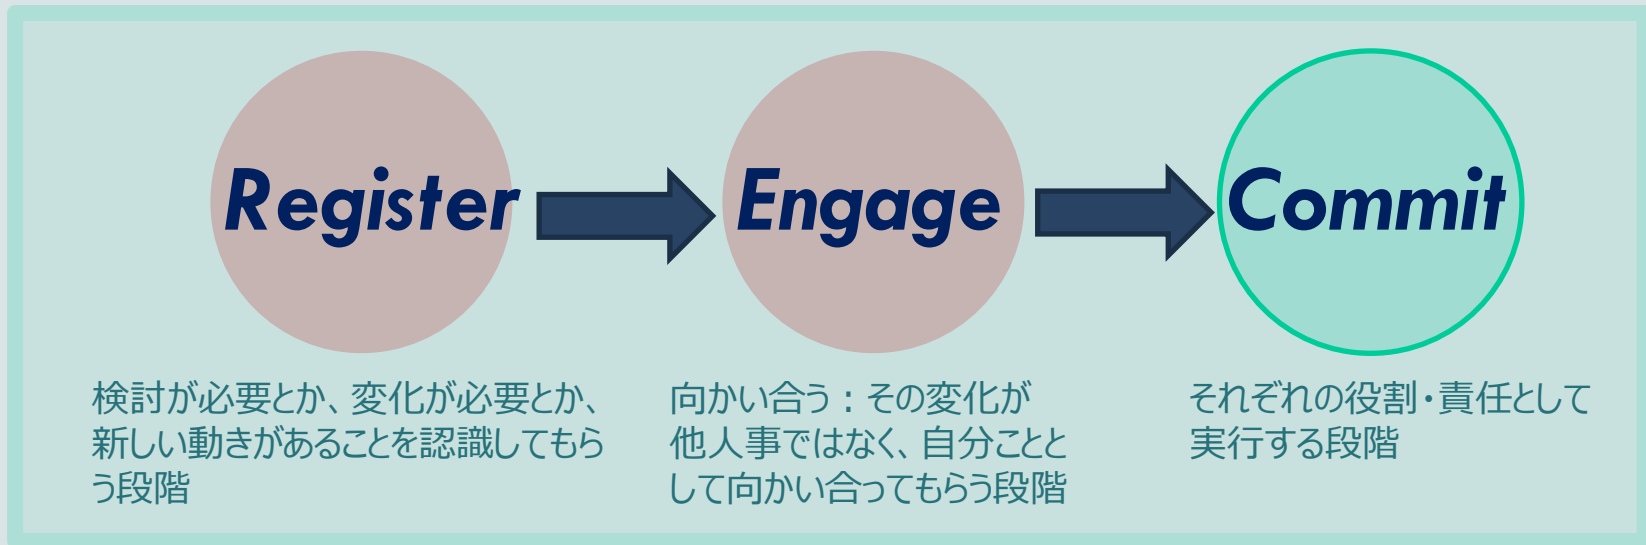 Register
Engage
Commit
検討が必要とか、変化が必要とか、
新しい動きがあることを認識してもら
う段階
向かい合う：その変化が
他人事ではなく、自分ことと
して向かい合ってもらう段階
それぞれの役割・責任として
実行する段階